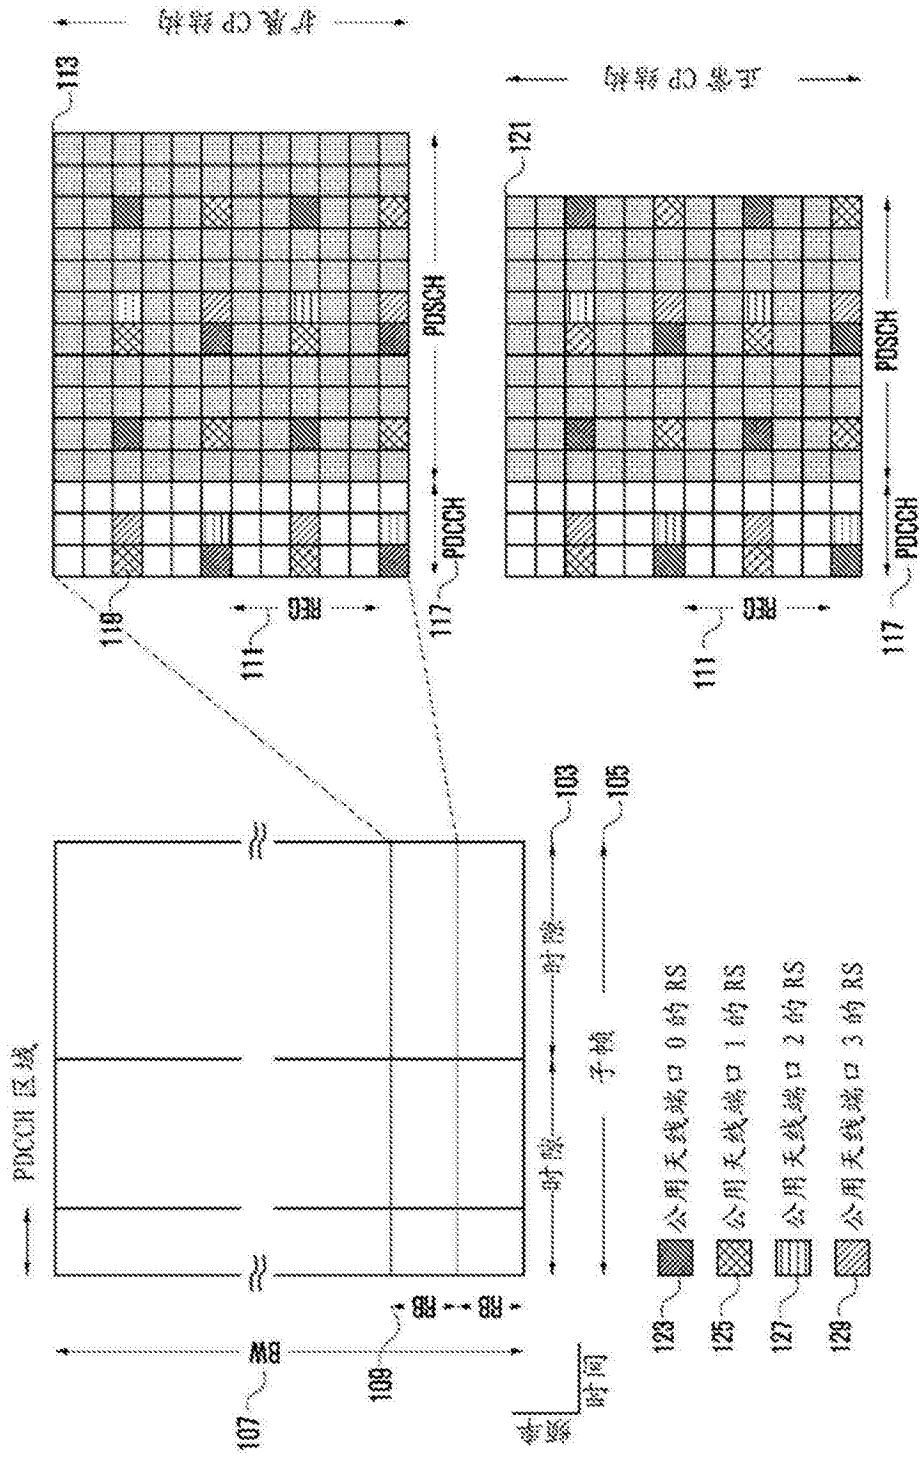 PDCCH 区域
BW
107
RB
RB
109
时隙
时隙
103
子帧
105
频率
时间
113
扩展 CP 结构
119
REG
111
117
PDCCH
PDSCH
121
正常 CP 结构
REG
111
117
PDCCH
PDSCH
123 公用天线端口 0 的 RS
125 公用天线端口 1 的 RS
127 公用天线端口 2 的 RS
129 公用天线端口 3 的 RS